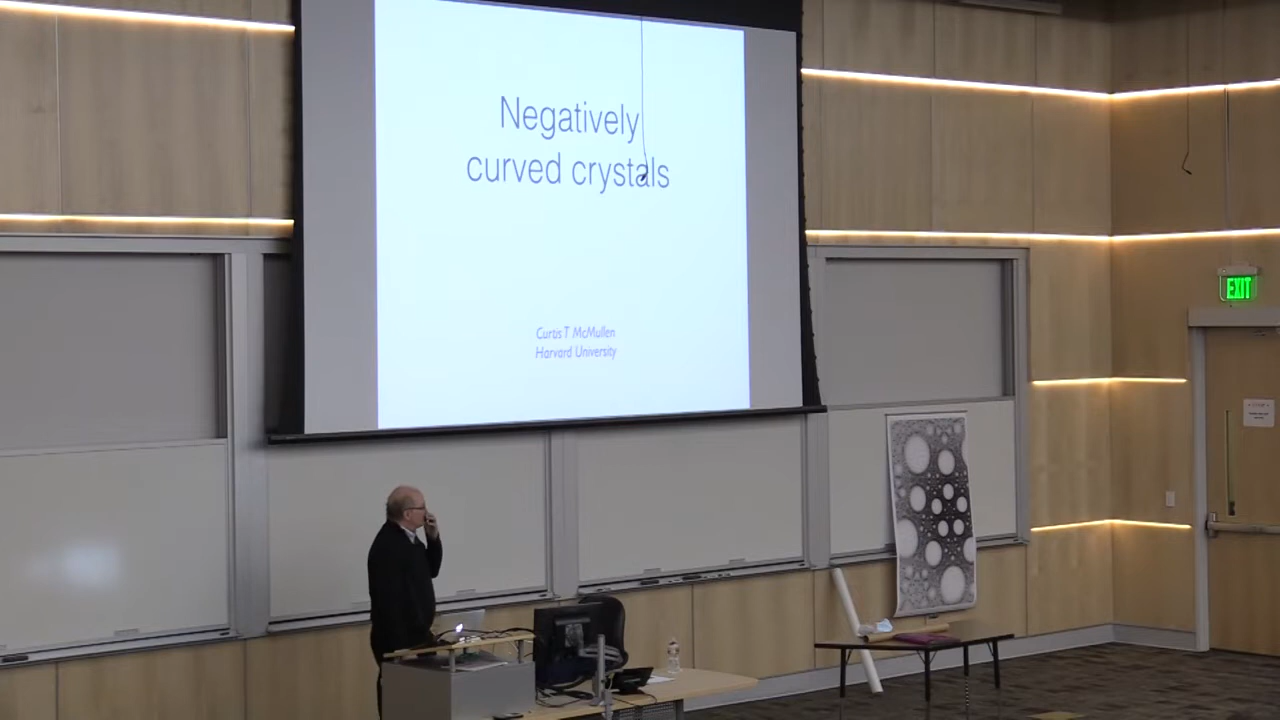 Negatively
curved crystals
Curtis T McMullen
Harvard University
EXIT